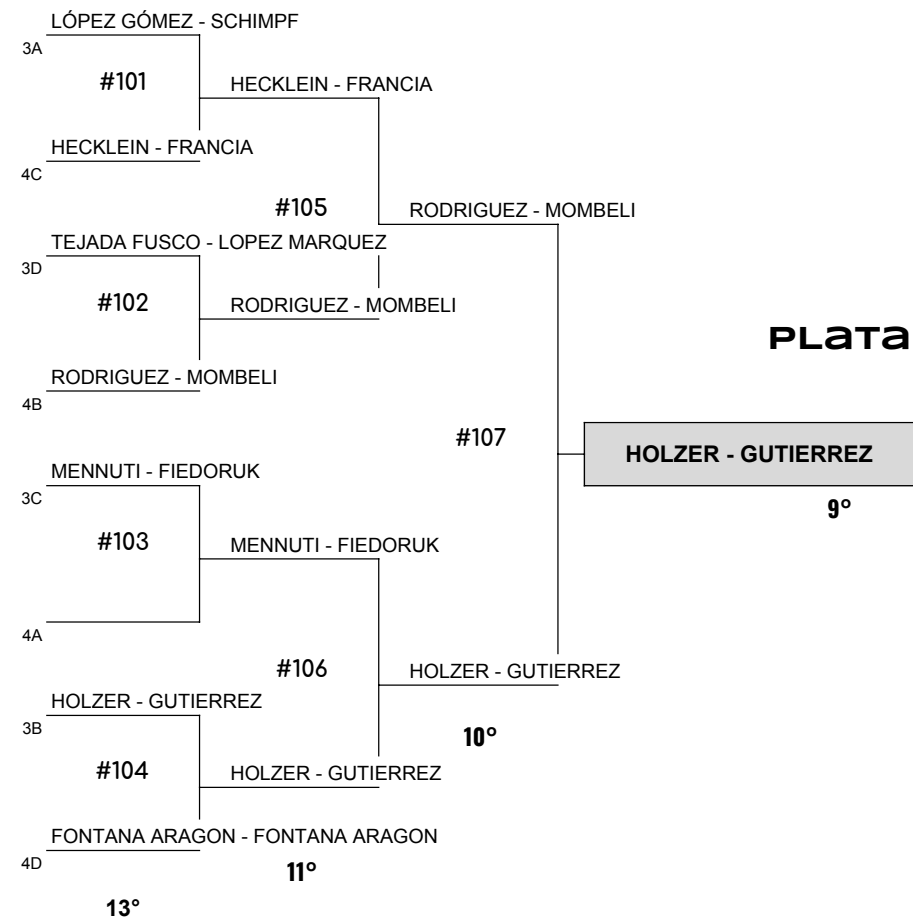 LÓPEZ GÓMEZ - SCHIMPF
3A
#101
HECKLEIN - FRANCIA
HECKLEIN - FRANCIA
4C
#105
RODRIGUEZ - MOMBELI
TEJADA FUSCO - LOPEZ MARQUEZ
3D
#102
RODRIGUEZ - MOMBELI
PLATA
RODRIGUEZ - MOMBELI
4B
#107
HOLZER - GUTIERREZ
MENNUTI - FIEDORUK
3C
9°
#103
MENNUTI - FIEDORUK
4A
#106
HOLZER - GUTIERREZ
HOLZER - GUTIERREZ
3B
10°
#104
HOLZER - GUTIERREZ
FONTANA ARAGON - FONTANA ARAGON
4D
11°
13°